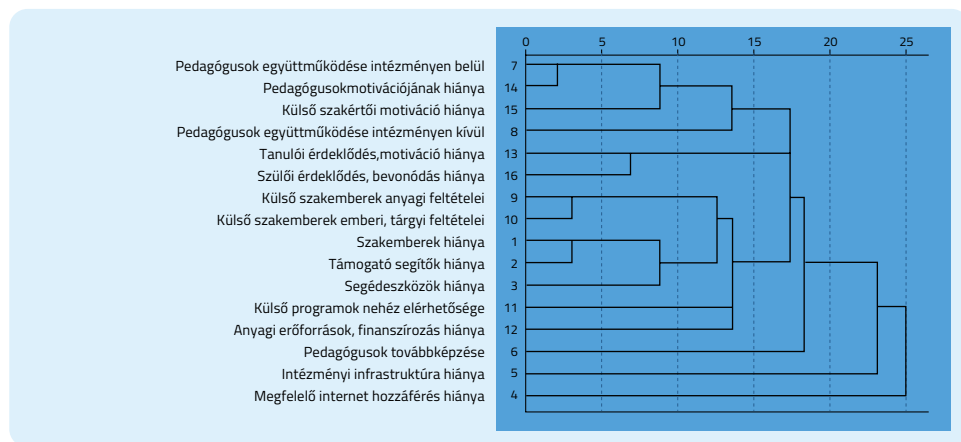 0 5 10 15 20 25
Pedagógusok együttműködése intézményen belül 7
Pedagógusokmotivációjának hiánya 14
Külső szakértői motiváció hiánya 15
Pedagógusok együttműködése intézményen kívül 8
Tanulói érdeklődés,motiváció hiánya 13
Szülői érdeklődés, bevonódás hiánya 16
Külső szakemberek anyagi feltételei 9
Külső szakemberek emberi, tárgyi feltételei 10
Szakemberek hiánya 1
Támogató segítők hiánya 2
Segédeszközök hiánya 3
Külső programok nehéz elérhetősége 11
Anyagi erőforrások, finanszírozás hiánya 12
Pedagógusok továbbképzése 6
Intézményi infrastruktúra hiánya 5
Megfelelő internet hozzáférés hiánya 4